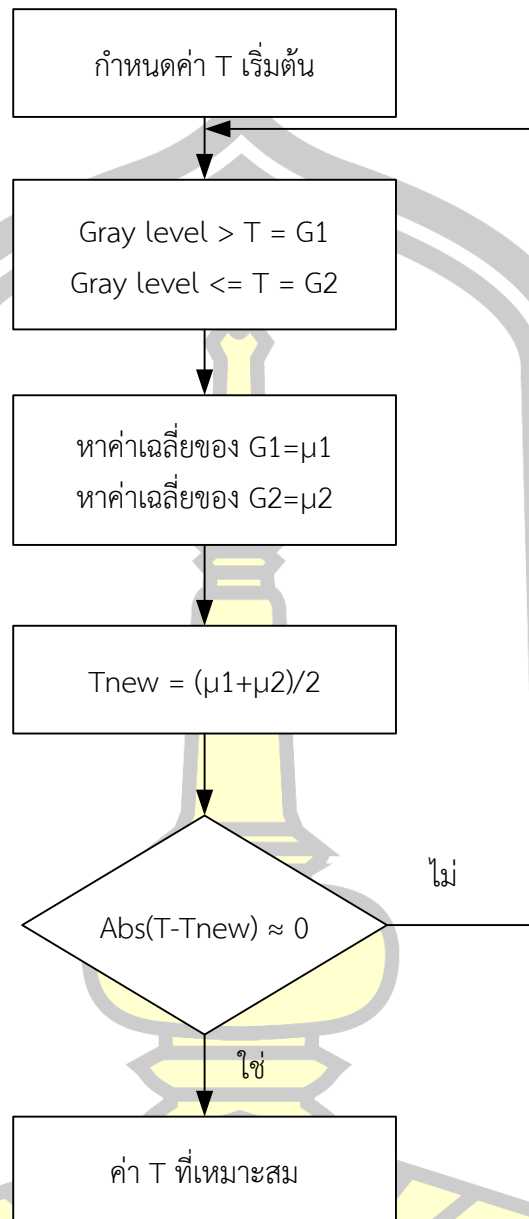 กำหนดค่า T เริ่มต้น
Gray level > T = G1
Gray level <= T = G2
หาค่าเฉลี่ยของ G1=µ1
หาค่าเฉลี่ยของ G2=µ2
Tnew = (µ1+µ2)/2
ไม่
Abs(T-Tnew) ≈ 0
ใช่
ค่า T ที่เหมาะสม